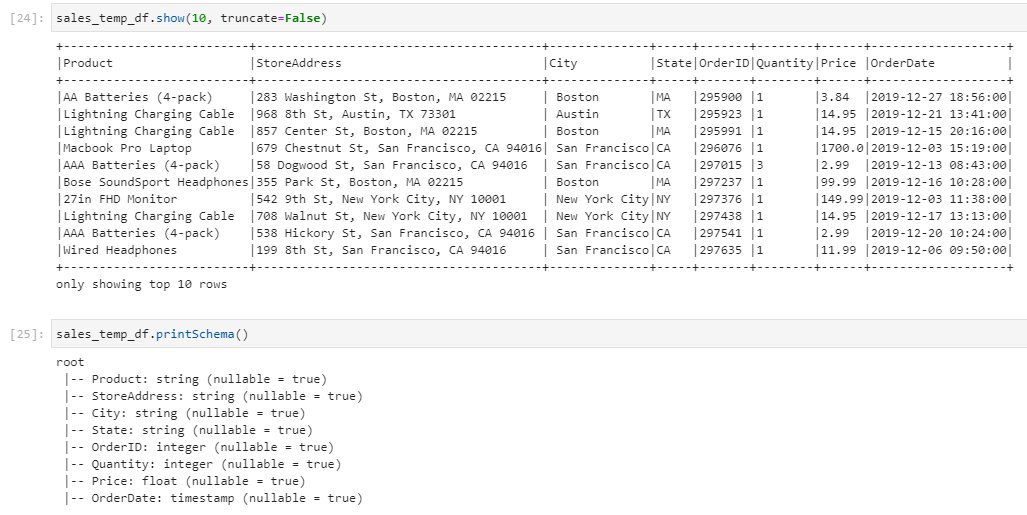 [24]: sales_temp_df.show(10, truncate=False)
+--------------------------+----------------------------------------+--------------+-----+-------+--------+------+-------------------+
|Product                   |StoreAddress                            |City          |State|OrderID|Quantity|Price |OrderDate          |
+--------------------------+----------------------------------------+--------------+-----+-------+--------+------+-------------------+
|AA Batteries (4-pack)     |283 Washington St, Boston, MA 02215     | Boston       |MA   |295900 |1       |3.84  |2019-12-27 18:56:00|
|Lightning Charging Cable  |968 8th St, Austin, TX 73301            | Austin       |TX   |295923 |1       |14.95 |2019-12-21 13:41:00|
|Lightning Charging Cable  |857 Center St, Boston, MA 02215         | Boston       |MA   |295991 |1       |14.95 |2019-12-15 20:16:00|
|Macbook Pro Laptop        |679 Chestnut St, San Francisco, CA 94016| San Francisco|CA   |296076 |1       |1700.0|2019-12-03 15:19:00|
|AAA Batteries (4-pack)    |58 Dogwood St, San Francisco, CA 94016  | San Francisco|CA   |297015 |3       |2.99  |2019-12-13 08:43:00|
|Bose SoundSport Headphones|355 Park St, Boston, MA 02215           | Boston       |MA   |297237 |1       |99.99 |2019-12-16 10:28:00|
|27in FHD Monitor          |542 9th St, New York City, NY 10001     | New York City|NY   |297376 |1       |149.99|2019-12-03 11:38:00|
|Lightning Charging Cable  |708 Walnut St, New York City, NY 10001  | New York City|NY   |297438 |1       |14.95 |2019-12-17 13:13:00|
|AAA Batteries (4-pack)    |538 Hickory St, San Francisco, CA 94016 | San Francisco|CA   |297541 |1       |2.99  |2019-12-20 10:24:00|
|Wired Headphones          |199 8th St, San Francisco, CA 94016     | San Francisco|CA   |297635 |1       |11.99 |2019-12-06 09:50:00|
+--------------------------+----------------------------------------+--------------+-----+-------+--------+------+-------------------+
only showing top 10 rows
[25]: sales_temp_df.printSchema()
root
 |-- Product: string (nullable = true)
 |-- StoreAddress: string (nullable = true)
 |-- City: string (nullable = true)
 |-- State: string (nullable = true)
 |-- OrderID: integer (nullable = true)
 |-- Quantity: integer (nullable = true)
 |-- Price: float (nullable = true)
 |-- OrderDate: timestamp (nullable = true)